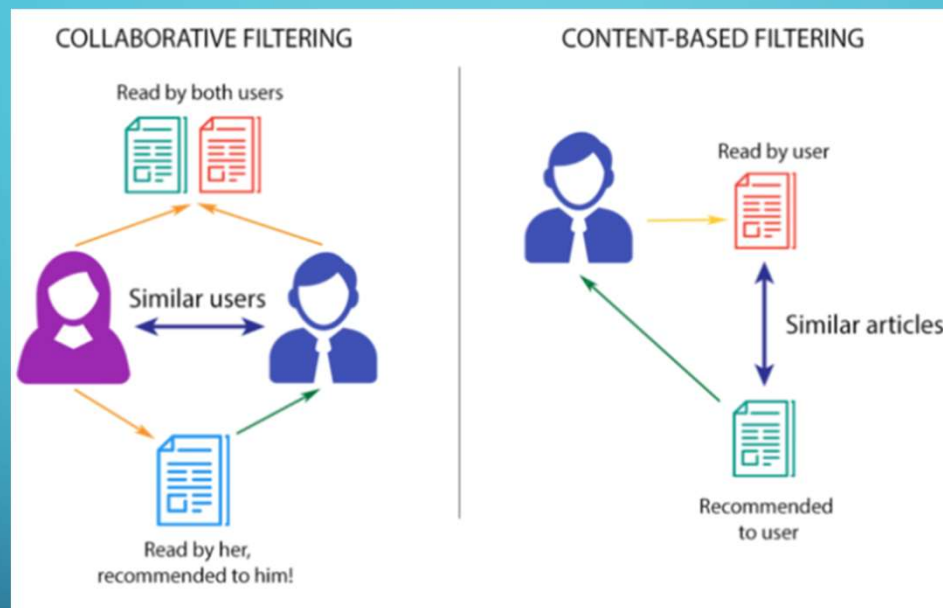 COLLABORATIVE FILTERING
Read by both users
Similar users
Read by her,
recommended to him!
CONTENT-BASED FILTERING
Read by user
Similar articles
Recommended
to user